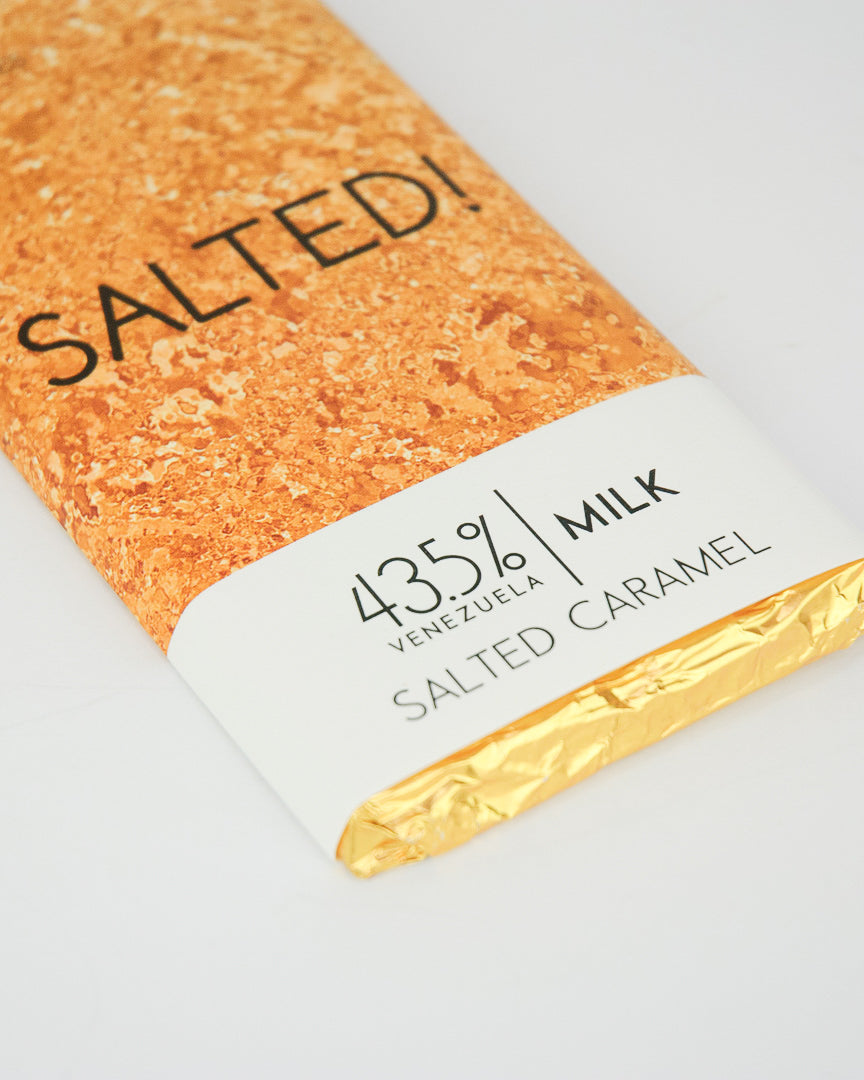 SALTED!
43.5% | MILK
VENEZUELA
SALTED CARAMEL